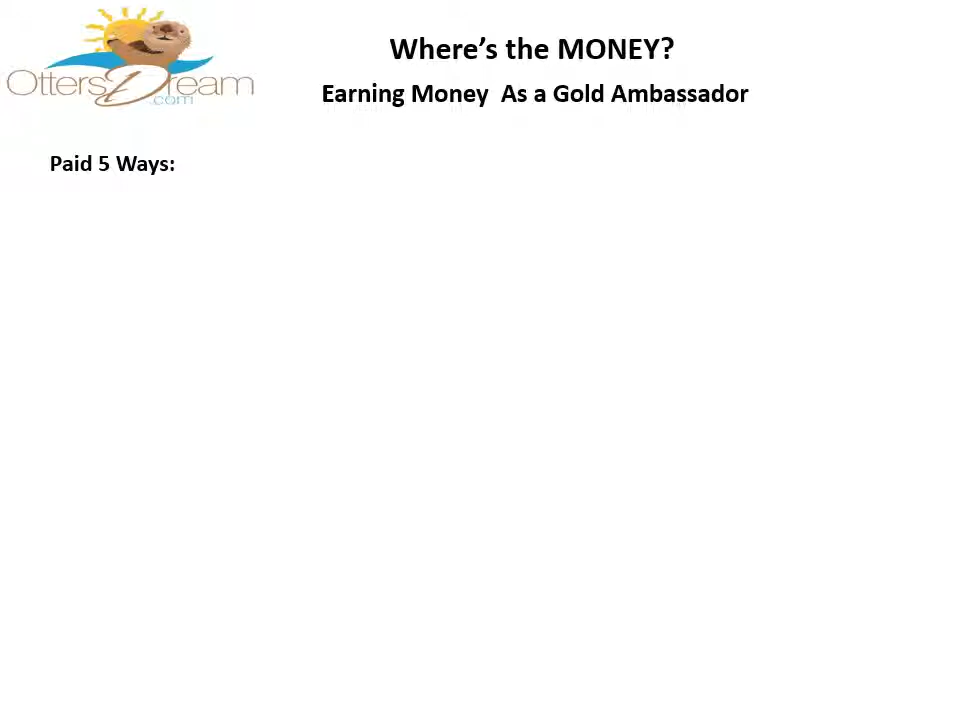 Where's the MONEY?
OttersDream
.com
Earning Money  As a Gold Ambassador
Paid 5 Ways: